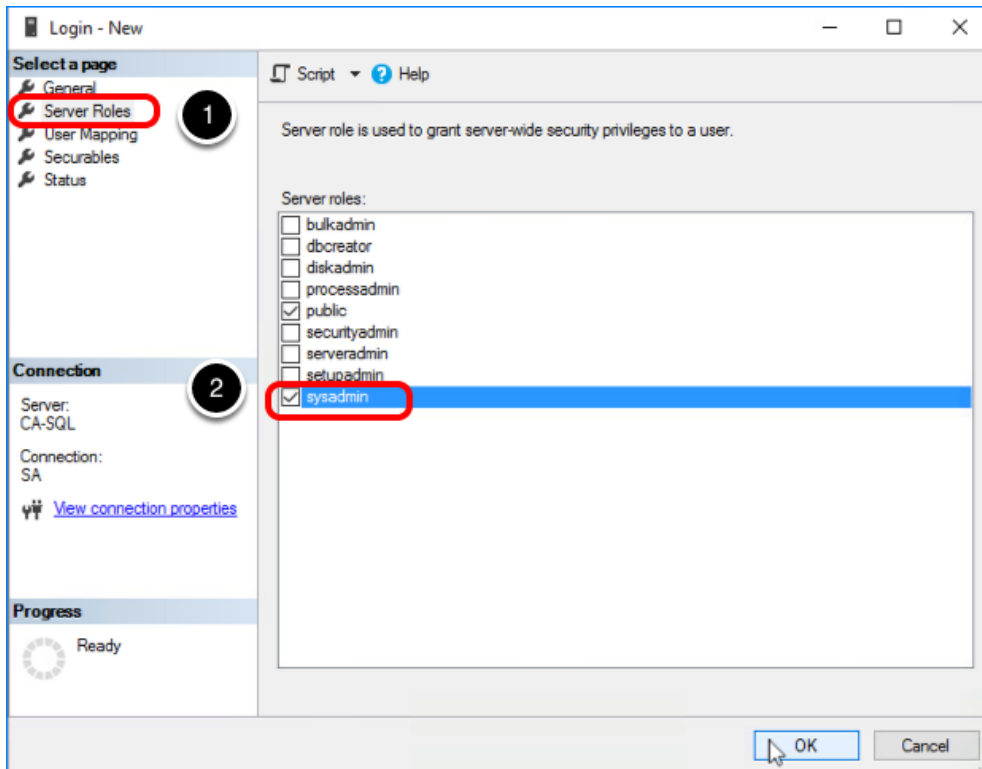 Login - New
Select a page
General
Server Roles
User Mapping
Securables
Status
1
Script
Help
Server role is used to grant server-wide security privileges to a user.
Server roles:
bulkadmin
dbcreator
diskadmin
processadmin
public
securityadmin
serveradmin
setupadmin
sysadmin
2
Connection
Server:
CA-SQL
Connection:
SA
View connection properties
Progress
Ready
OK
Cancel